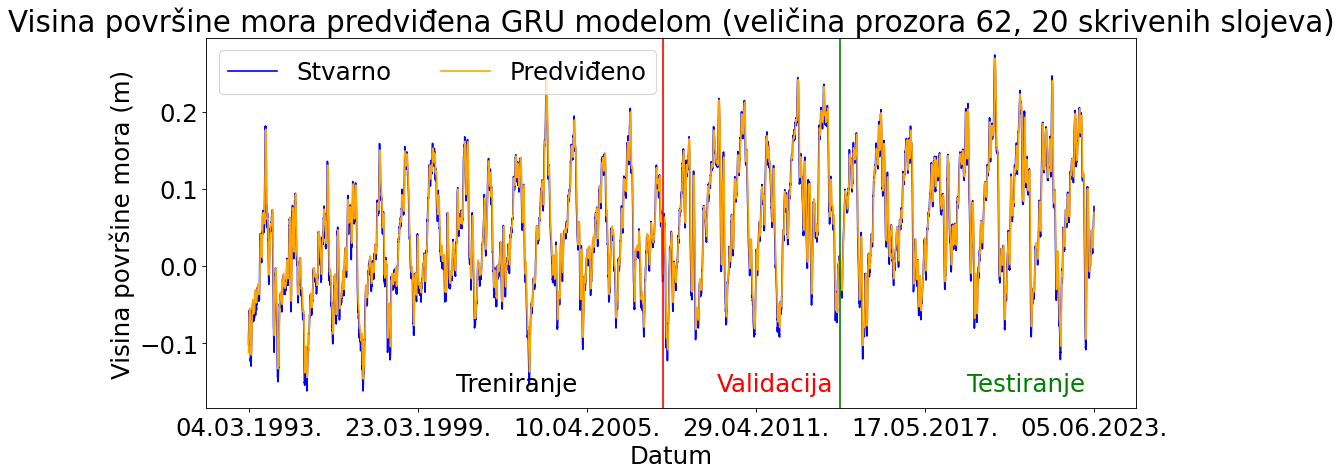 Visina površine mora predviđena GRU modelom (veličina prozora 62, 20 skrivenih slojeva)
Stvarno Predviđeno
Visina površine mora (m)
0.2
0.1
0.0
−0.1
Treniranje Validacija Testiranje
04.03.1993. 23.03.1999. 10.04.2005. 29.04.2011. 17.05.2017. 05.06.2023.
Datum